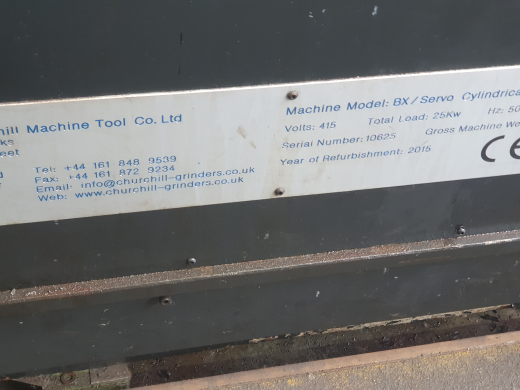 hill Machine Tool Co. Ltd
ks
eet
d Tel: +44 161 848 9539
Fax: +44 161 872 9234
Email: info@churchill-grinders.co.uk
Web: www.churchill-grinders.co.uk
Machine Model: BX/Servo Cylindrica
Volts: 415 Total Load: 25Kw Hz: 50
Serial Number: 10625 Gross Machine We
Year of Refurbishment: 2015
CE